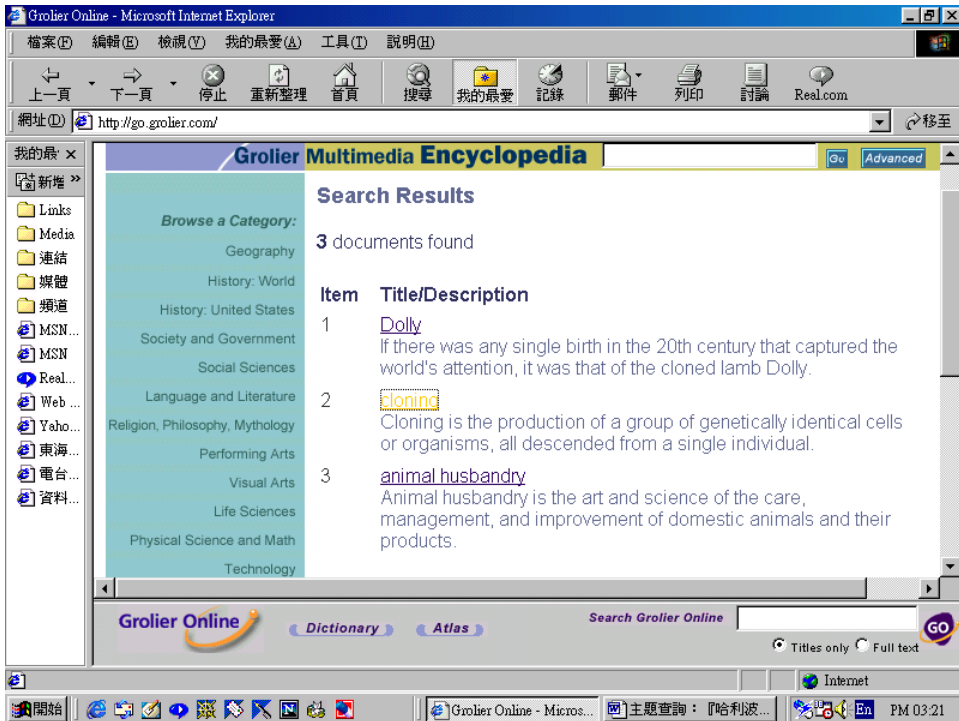 Grolier Online - Microsoft Internet Explorer
檔案(F) 編輯(E) 檢視(V) 我的最愛(A) 工具(T) 說明(H)
上一頁 下一頁 停止 重新整理 首頁 搜尋 我的最愛 記錄 郵件 列印 討論 Real.com
網址(D) http://go.grolier.com/ 移至
我的最
新增 »
Links
Media
連結
媒體
頻道
MSN...
MSN
Real...
Web ...
Yaho...
東海...
電台...
資料...
Grolier Multimedia Encyclopedia Go Advanced
Browse a Category:
Geography
History: World
History: United States
Society and Government
Social Sciences
Language and Literature
Religion, Philosophy, Mythology
Performing Arts
Visual Arts
Life Sciences
Physical Science and Math
Technology
Search Results
3 documents found
Item Title/Description
1 Dolly
If there was any single birth in the 20th century that captured the
world's attention, it was that of the cloned lamb Dolly.
2 cloning
Cloning is the production of a group of genetically identical cells
or organisms, all descended from a single individual.
3 animal husbandry
Animal husbandry is the art and science of the care,
management, and improvement of domestic animals and their
products.
Grolier Online Dictionary Atlas Search Grolier Online GO
Titles only Full text
Internet
開始 Grolier Online - Micros... 主題查詢：『哈利波... En PM 03:21